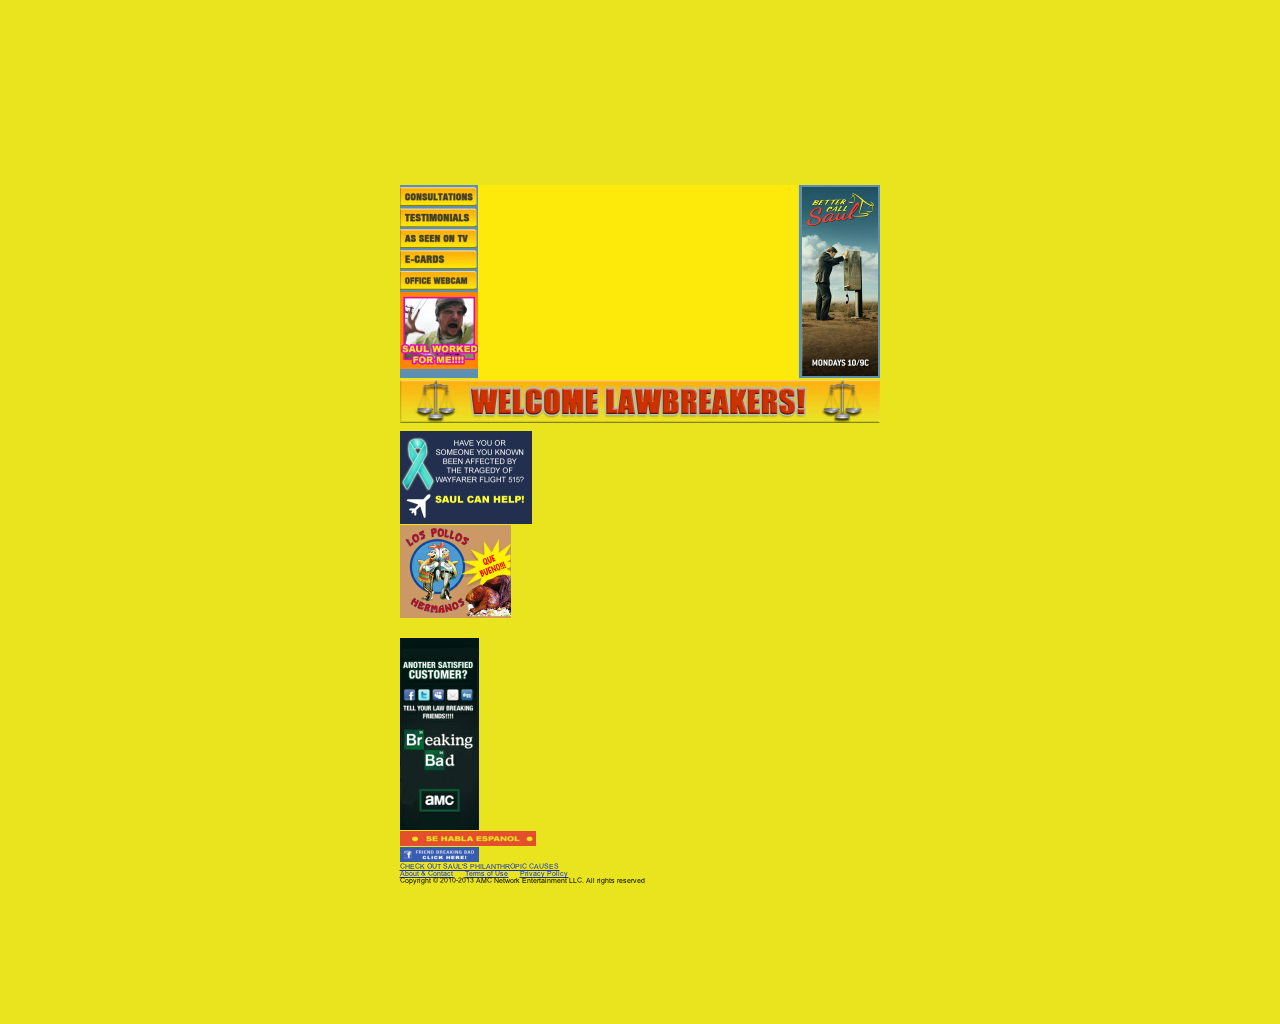 CONSULTATIONS
TESTIMONIALS
AS SEEN ON TV
E-CARDS
OFFICE WEBCAM
SAUL WORKED
FOR ME!!!!
BETTER
CALL
Saul
MONDAYS 10/9C
WELCOME LAWBREAKERS!
HAVE YOU OR
SOMEONE YOU KNOWN
BEEN AFFECTED BY
THE TRAGEDY OF
WAYFARER FLIGHT 515?
SAUL CAN HELP!
LOS POLLOS
HERMANOS
QUE
BUENO!!!
ANOTHER SATISFIED
CUSTOMER?
TELL YOUR LAW BREAKING
FRIENDS!!!!
Breaking
Bad
amc
SE HABLA ESPANOL
FRIEND BREAKING BAD
CLICK HERE!
CHECK OUT SAUL'S PHILANTHROPIC CAUSES
About & Contact Terms of Use Privacy Policy
Copyright © 2010-2013 AMC Network Entertainment LLC. All rights reserved